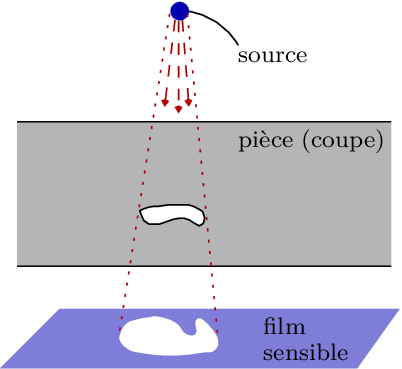 source
pièce (coupe)
film
sensible